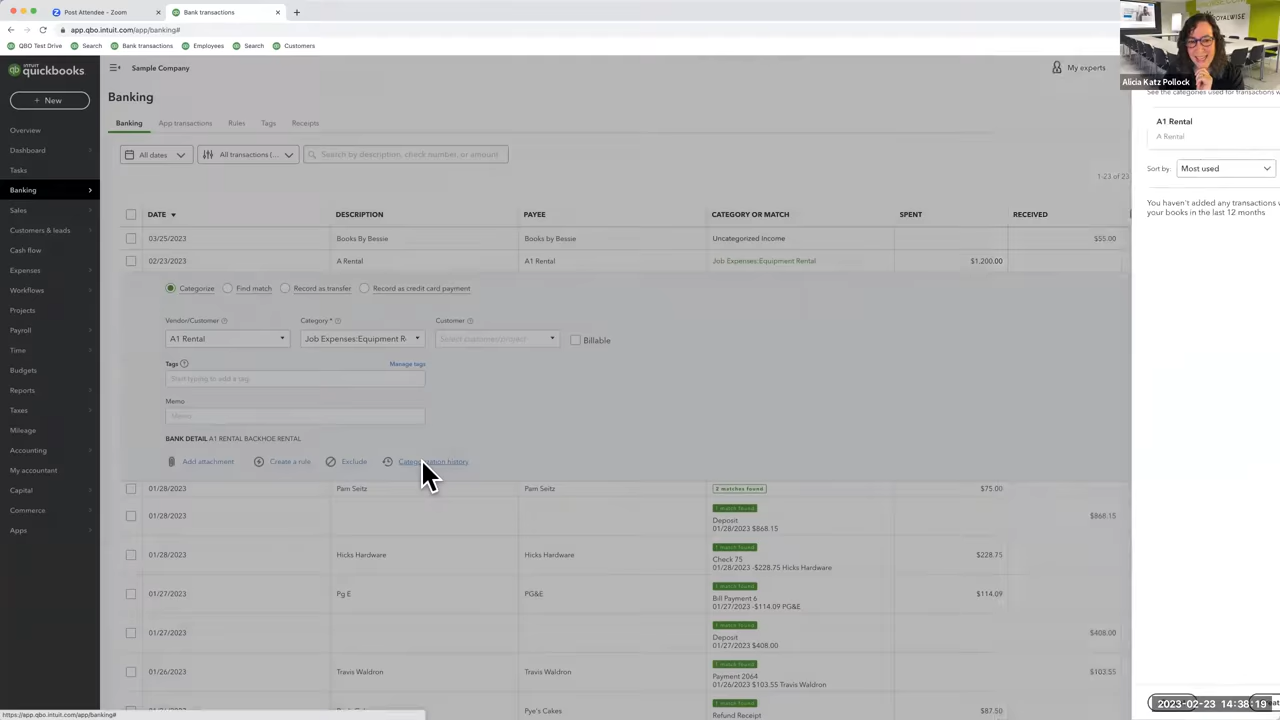 Post Attendee – Zoom
Bank transactions
app.qbo.intuit.com/app/banking#
QBO Test Drive
Search
Bank transactions
Employees
Search
Customers
ROYALWISE
Alicia Katz Pollock
INTUIT
quickbooks
Sample Company
My experts
+ New
Banking
Overview
Dashboard
Tasks
Banking
Sales
Customers & leads
Cash flow
Expenses
Workflows
Projects
Payroll
Time
Budgets
Reports
Taxes
Mileage
Accounting
My accountant
Capital
Commerce
Apps
Banking
App transactions
Rules
Tags
Receipts
All dates
All transactions (...
Search by description, check number, or amount
1-23 of 23
DATE DESCRIPTION PAYEE CATEGORY OR MATCH SPENT RECEIVED
03/25/2023 Books By Bessie Books by Bessie Uncategorized Income $55.00
02/23/2023 A Rental A1 Rental Job Expenses:Equipment Rental $1,200.00
Categorize Find match Record as transfer Record as credit card payment
Vendor/Customer Category * Customer
A1 Rental Job Expenses:Equipment R Select customer/project Billable
Tags Manage tags
Start typing to add a tag
Memo
Memo
BANK DETAIL A1 RENTAL BACKHOE RENTAL
Add attachment Create a rule Exclude
01/28/2023 Pam Seitz Pam Seitz 2 matches found $75.00
01/28/2023 1 match found $868.15
Deposit
01/28/2023 $868.15
01/28/2023 Hicks Hardware Hicks Hardware 1 match found $228.75
Check 75
01/28/2023 -$228.75 Hicks Hardware
01/27/2023 Pg E PG&E 1 match found $114.09
Bill Payment 6
01/27/2023 -$114.09 PG&E
01/27/2023 1 match found $408.00
Deposit
01/27/2023 $408.00
01/26/2023 Travis Waldron Travis Waldron 1 match found $103.55
Payment 2064
01/26/2023 $103.55 Travis Waldron
Pye's Cakes 1 match found $87.50
Refund Receipt
See the categories used for transactions
A1 Rental
A Rental
Sort by: Most used
You haven't added any transactions
your books in the last 12 months
https://app.qbo.intuit.com/app/banking#
2023-02-23 14:38:19